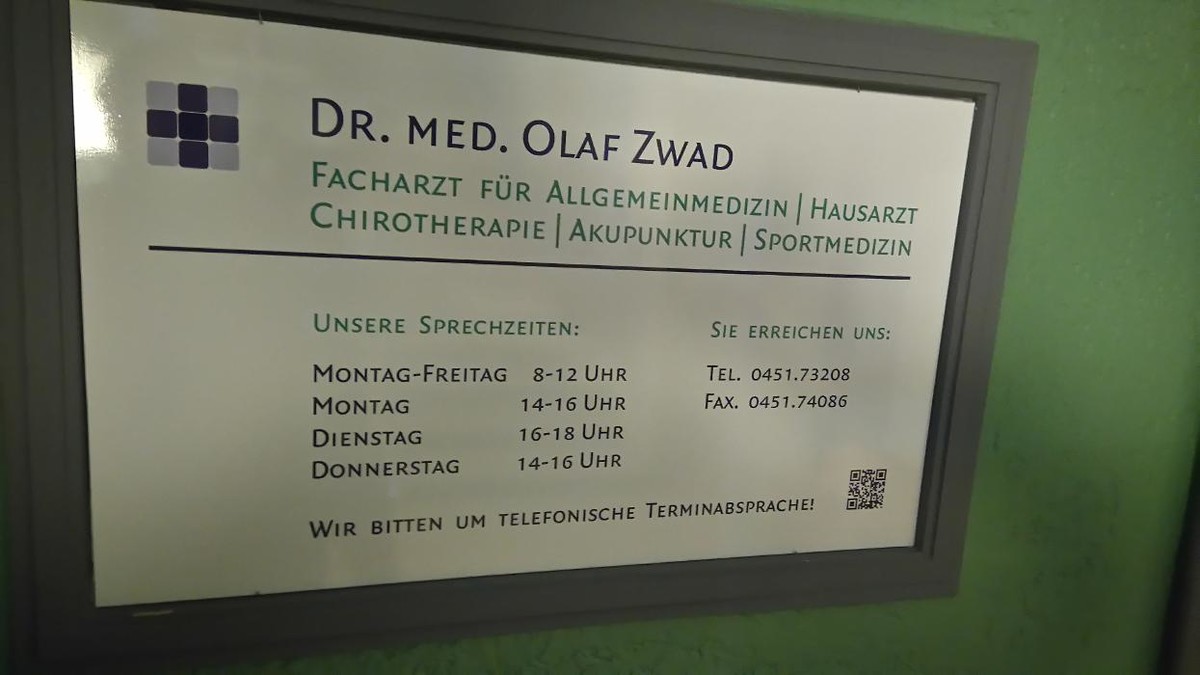 Dr. med. Olaf Zwad
Facharzt für Allgemeinmedizin | Hausarzt
Chirotherapie | Akupunktur | Sportmedizin
Unsere Sprechzeiten:
Montag-Freitag 8-12 Uhr
Montag 14-16 Uhr
Dienstag 16-18 Uhr
Donnerstag 14-16 Uhr
Sie erreichen uns:
Tel. 0451.73208
Fax. 0451.74086
Wir bitten um telefonische Terminabsprache!